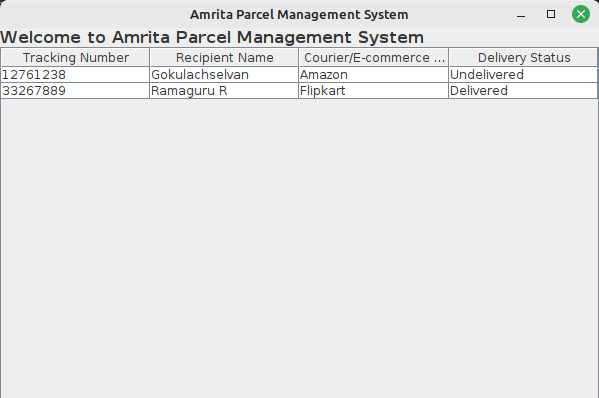 Amrita Parcel Management System
Welcome to Amrita Parcel Management System
Tracking Number Recipient Name Courier/E-commerce ... Delivery Status
12761238 Gokulachselvan Amazon Undelivered
33267889 Ramaguru R Flipkart Delivered